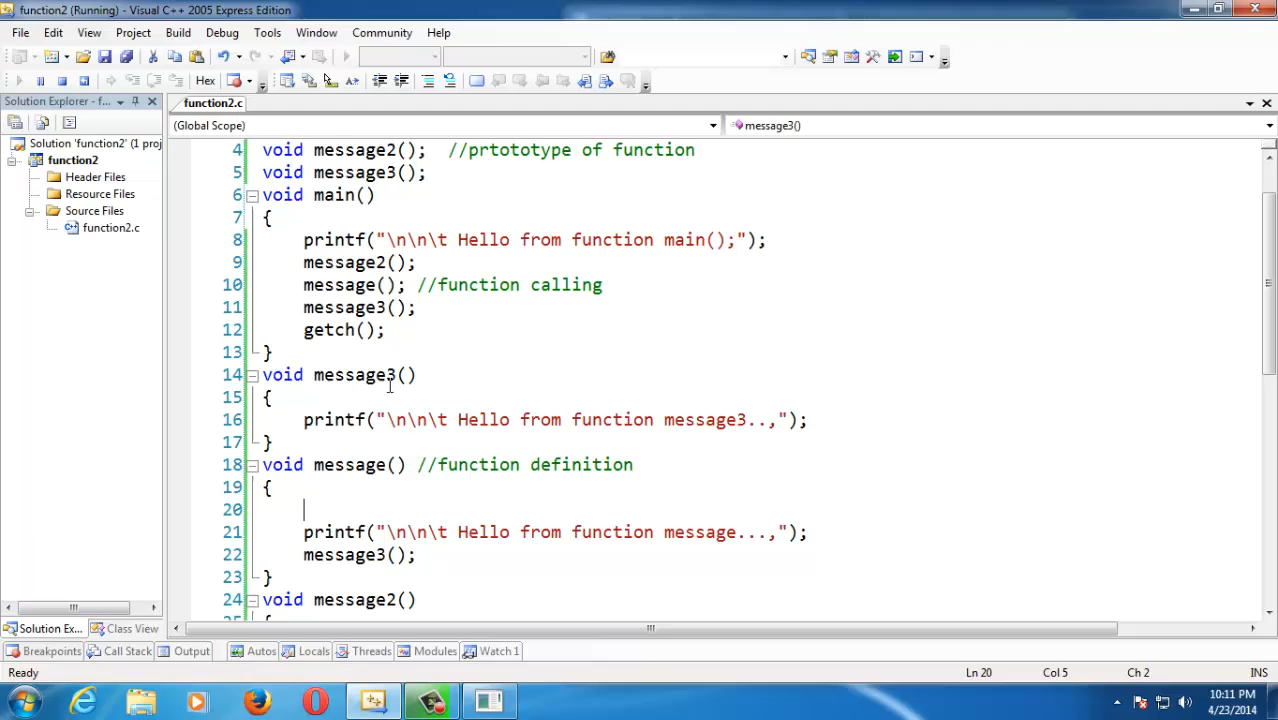 function2 (Running) - Visual C++ 2005 Express Edition
File Edit View Project Build Debug Tools Window Community Help
Hex
Solution Explorer - f...
function2.c
(Global Scope)
message3()
Solution 'function2' (1 proj
function2
Header Files
Resource Files
Source Files
function2.c
4 void message2(); //prtototype of function
5 void message3();
6 void main()
7 {
8 printf("\n\n\t Hello from function main();");
9 message2();
10 message(); //function calling
11 message3();
12 getch();
13 }
14 void message3()
15 {
16 printf("\n\n\t Hello from function message3..,");
17 }
18 void message() //function definition
19 {
20
21 printf("\n\n\t Hello from function message...,");
22 message3();
23 }
24 void message2()
Solution Ex... Class View
Breakpoints Call Stack Output Autos Locals Threads Modules Watch 1
Ready Ln 20 Col 5 Ch 2 INS
10:11 PM
4/23/2014